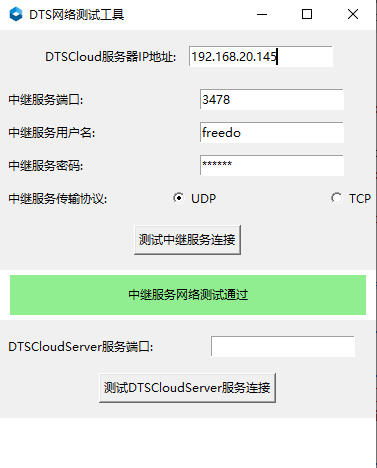 DTS网络测试工具
DTSCloud服务器IP地址: 192.168.20.145
中继服务端口: 3478
中继服务用户名: freedo
中继服务密码: ******
中继服务传输协议: UDP TCP
测试中继服务连接
中继服务网络测试通过
DTSCloudServer服务端口:
测试DTSCloudServer服务连接